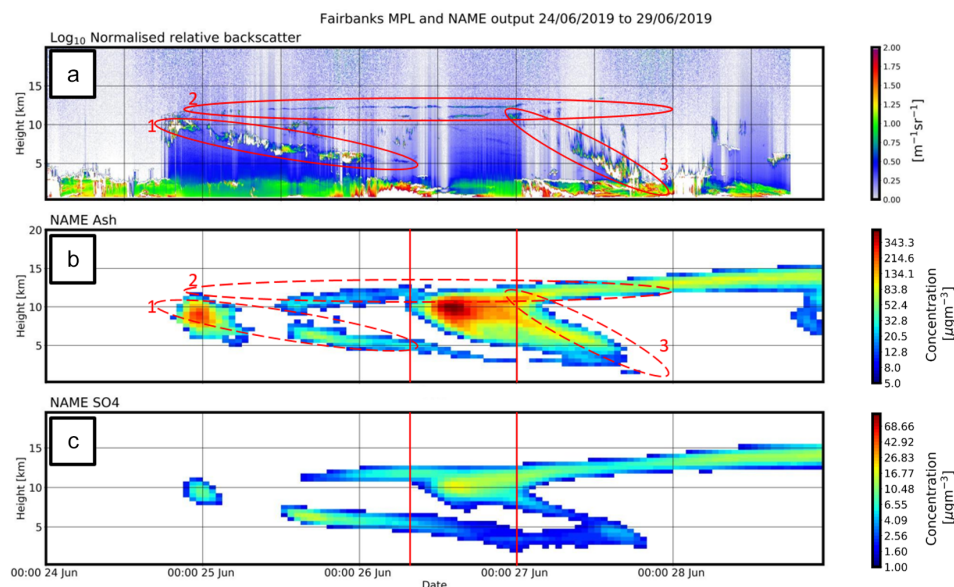 Fairbanks MPL and NAME output 24/06/2019 to 29/06/2019
Log₁₀ Normalised relative backscatter
a
2
1
3
Height [km]
15
10
5
2.00
1.75
1.50
1.25
1.00
0.75
0.50
0.25
0.00
[m⁻¹sr⁻¹]
NAME Ash
b
2
1
3
Height [km]
20
15
10
5
343.3
214.6
134.1
83.8
52.4
32.8
20.5
12.8
8.0
5.0
Concentration
[μgm⁻³]
NAME SO4
c
Height [km]
15
10
5
68.66
42.92
26.83
16.77
10.48
6.55
4.09
2.56
1.60
1.00
Concentration
[μgm⁻³]
00:00 24 Jun 00:00 25 Jun 00:00 26 Jun 00:00 27 Jun 00:00 28 Jun
Date